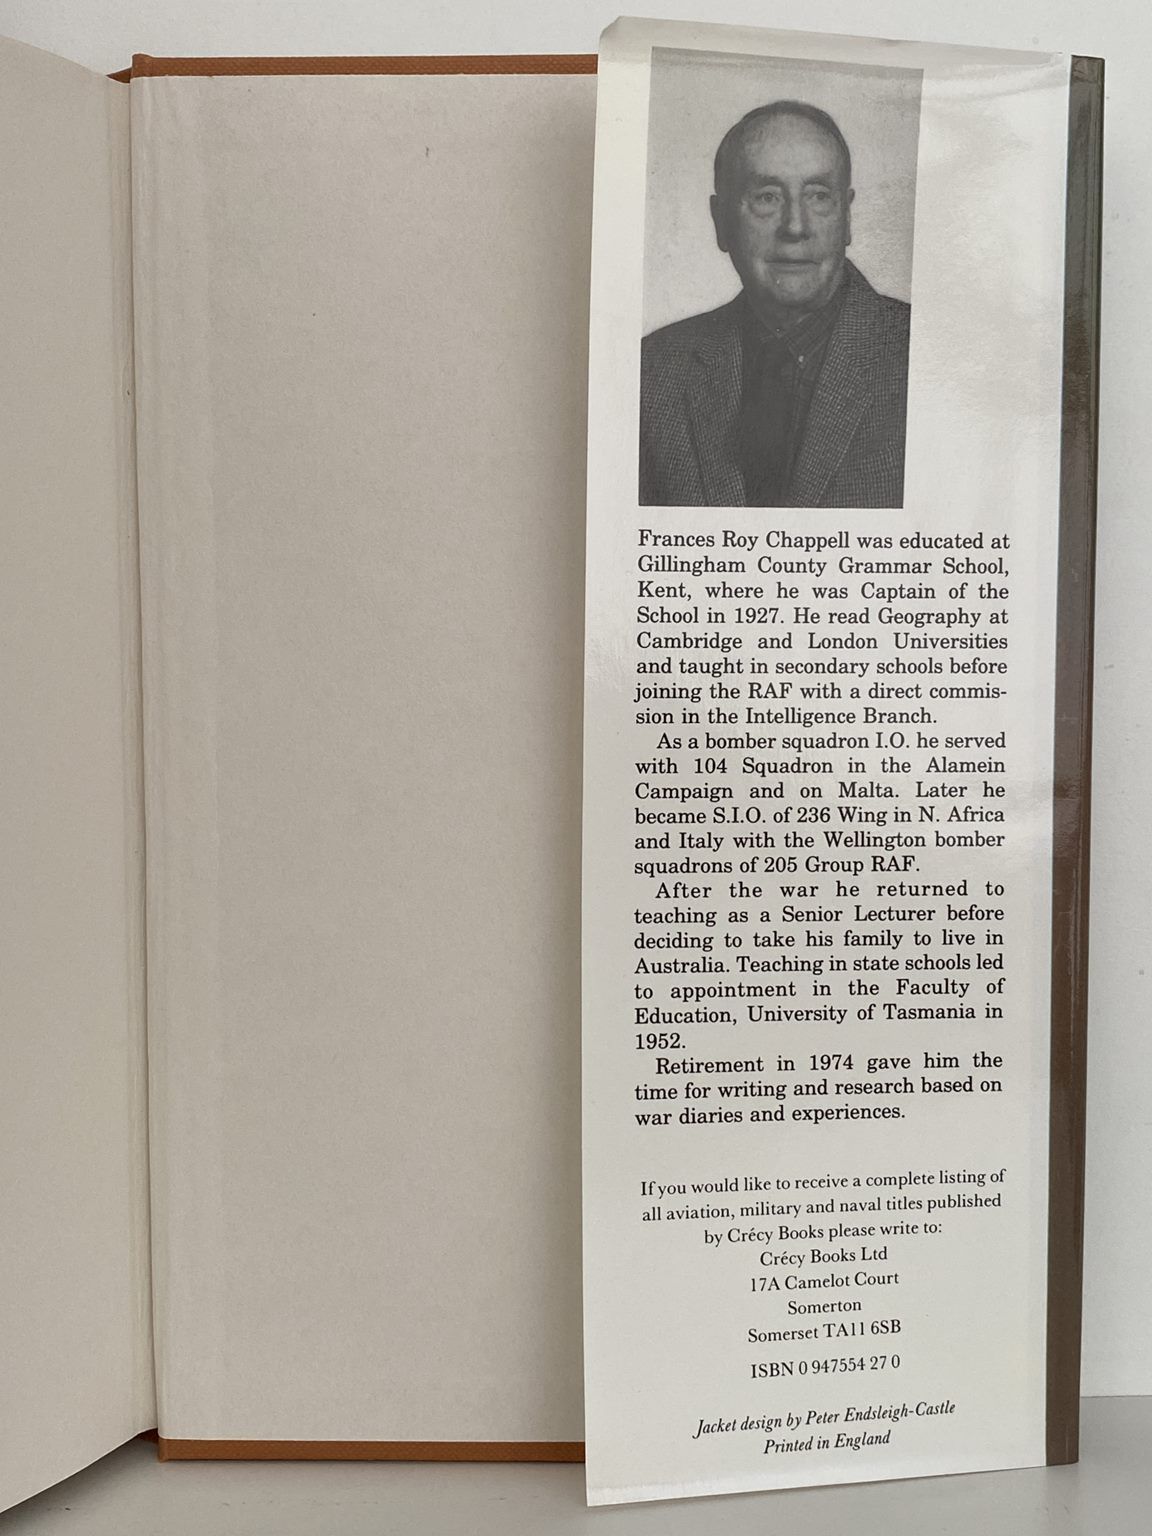 Frances Roy Chappell was educated at
Gillingham County Grammar School,
Kent, where he was Captain of the
School in 1927. He read Geography at
Cambridge and London Universities
and taught in secondary schools before
joining the RAF with a direct commis-
sion in the Intelligence Branch.
As a bomber squadron I.O. he served
with 104 Squadron in the Alamein
Campaign and on Malta. Later he
became S.I.O. of 236 Wing in N. Africa
and Italy with the Wellington bomber
squadrons of 205 Group RAF.
After the war he returned to
teaching as a Senior Lecturer before
deciding to take his family to live in
Australia. Teaching in state schools led
to appointment in the Faculty of
Education, University of Tasmania in
1952.
Retirement in 1974 gave him the
time for writing and research based on
war diaries and experiences.
If you would like to receive a complete listing of
all aviation, military and naval titles published
by Crécy Books please write to:
Crécy Books Ltd
17A Camelot Court
Somerton
Somerset TA11 6SB
ISBN 0 947554 27 0
Jacket design by Peter Endsleigh-Castle
Printed in England